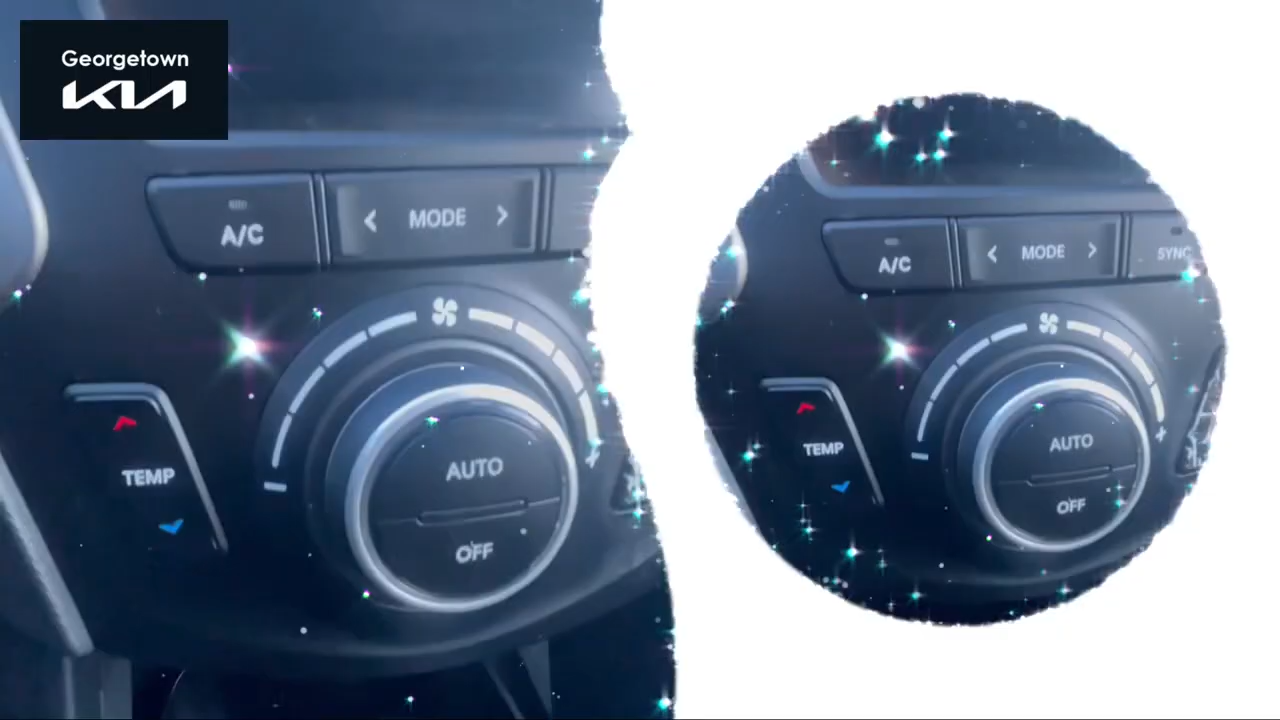 Georgetown
KIA
A/C
< MODE >
TEMP
AUTO
OFF
A/C
< MODE >
SYNC
TEMP
AUTO
OFF